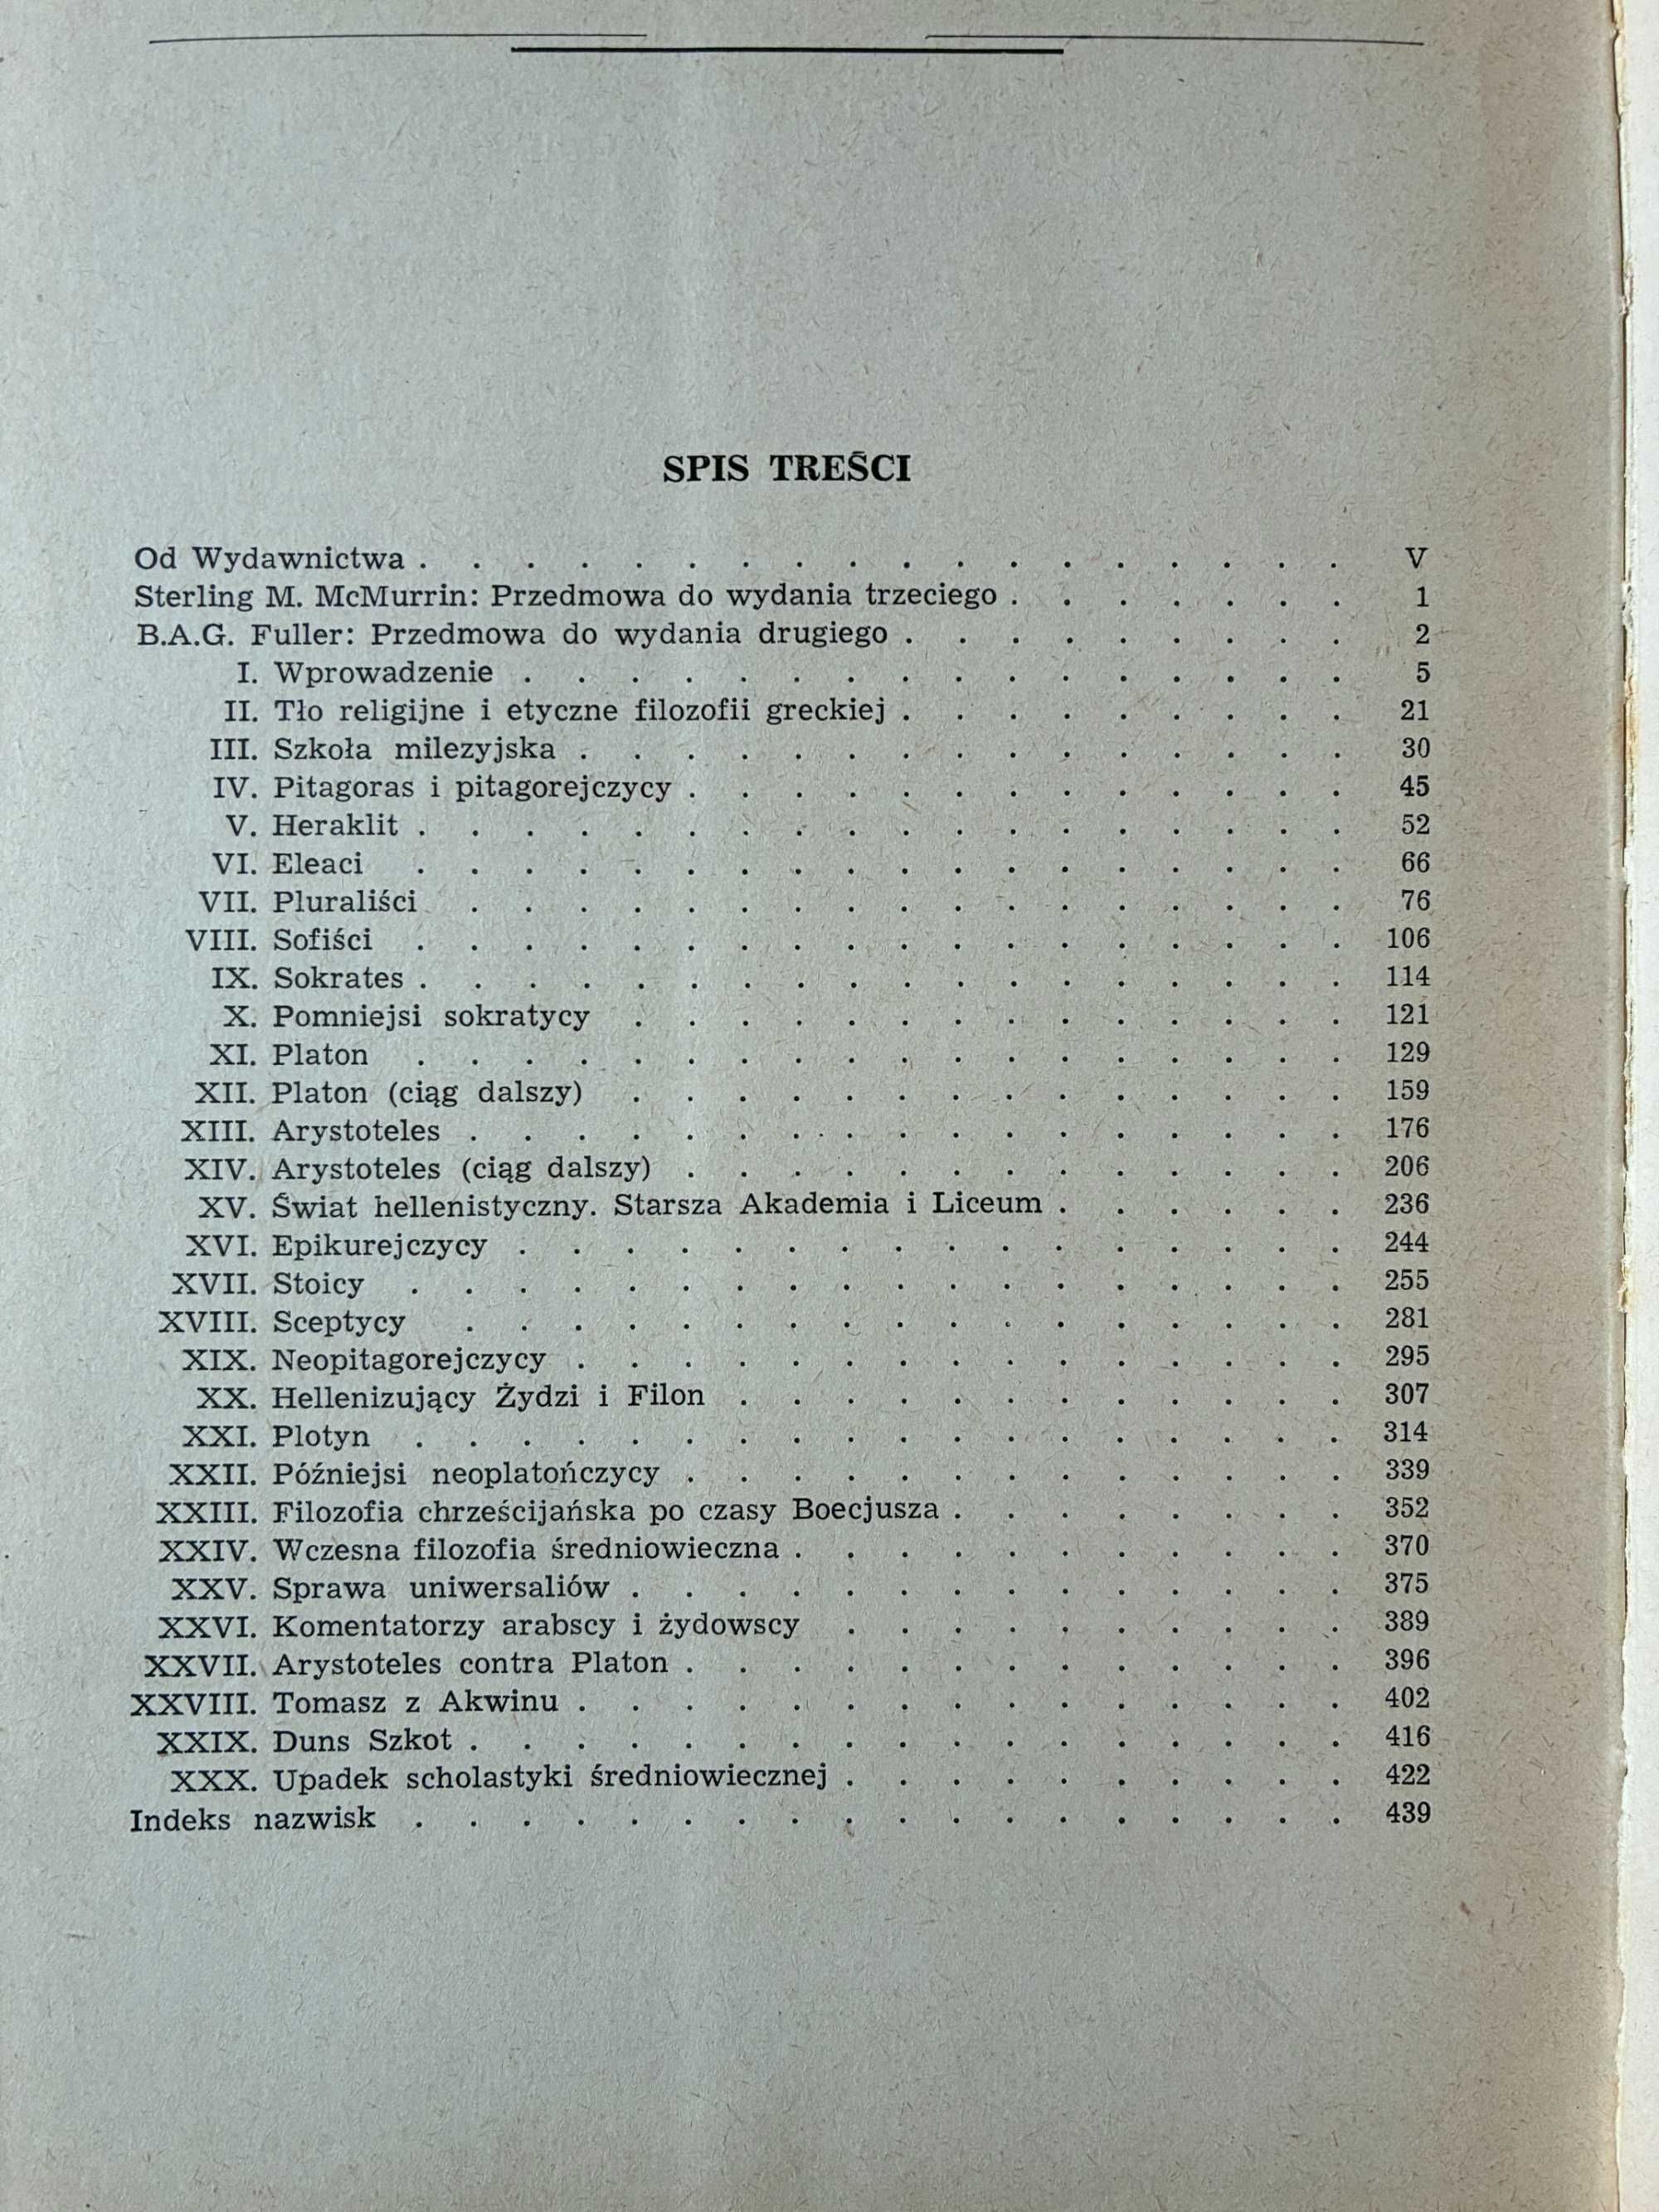 SPIS TREŚCI
Od Wydawnictwa . . . . . . . . . . . . . . . . . . V
Sterling M. McMurrin: Przedmowa do wydania trzeciego . . . . . . . 1
B.A.G. Fuller: Przedmowa do wydania drugiego . . . . . . . . . 2
I. Wprowadzenie . . . . . . . . . . . . . . . . 5
II. Tło religijne i etyczne filozofii greckiej . . . . . . . . . 21
III. Szkoła milezyjska . . . . . . . . . . . . . . . 30
IV. Pitagoras i pitagorejczycy . . . . . . . . . . . . . 45
V. Heraklit . . . . . . . . . . . . . . . . . . 52
VI. Eleaci . . . . . . . . . . . . . . . . . . 66
VII. Pluraliści . . . . . . . . . . . . . . . . . 76
VIII. Sofiści . . . . . . . . . . . . . . . . . . 106
IX. Sokrates . . . . . . . . . . . . . . . . . . 114
X. Pomniejsi sokratycy . . . . . . . . . . . . . . 121
XI. Platon . . . . . . . . . . . . . . . . . . 129
XII. Platon (ciąg dalszy) . . . . . . . . . . . . . . 159
XIII. Arystoteles . . . . . . . . . . . . . . . . . 176
XIV. Arystoteles (ciąg dalszy) . . . . . . . . . . . . . 206
XV. Świat hellenistyczny. Starsza Akademia i Liceum . . . . . . 236
XVI. Epikurejczycy . . . . . . . . . . . . . . . . 244
XVII. Stoicy . . . . . . . . . . . . . . . . . . 255
XVIII. Sceptycy . . . . . . . . . . . . . . . . . 281
XIX. Neopitagorejczycy . . . . . . . . . . . . . . . 295
XX. Hellenizujący Żydzi i Filon . . . . . . . . . . . . 307
XXI. Plotyn . . . . . . . . . . . . . . . . . . 314
XXII. Późniejsi neoplatończycy . . . . . . . . . . . . . 339
XXIII. Filozofia chrześcijańska po czasy Boecjusza . . . . . . . . 352
XXIV. Wczesna filozofia średniowieczna . . . . . . . . . . . 370
XXV. Sprawa uniwersaliów . . . . . . . . . . . . . . 375
XXVI. Komentatorzy arabscy i żydowscy . . . . . . . . . . 389
XXVII. Arystoteles contra Platon . . . . . . . . . . . . . 396
XXVIII. Tomasz z Akwinu . . . . . . . . . . . . . . . 402
XXIX. Duns Szkot . . . . . . . . . . . . . . . . . 416
XXX. Upadek scholastyki średniowiecznej . . . . . . . . . . 422
Indeks nazwisk . . . . . . . . . . . . . . . . . . 439